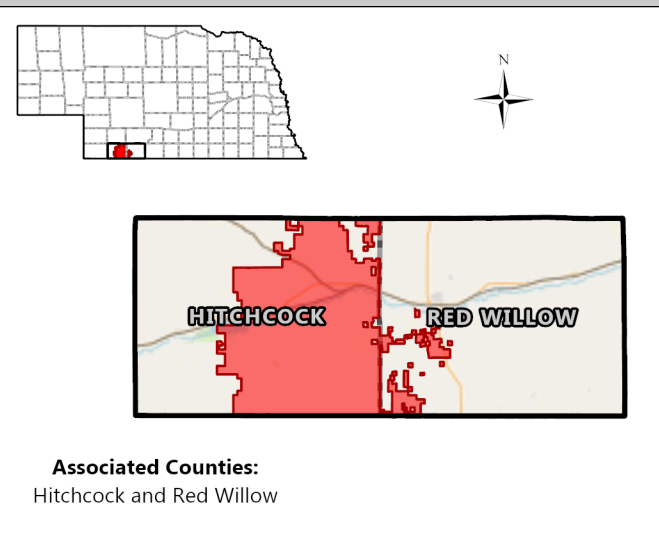 N
HITCHCOCK
RED WILLOW
Associated Counties:
Hitchcock and Red Willow